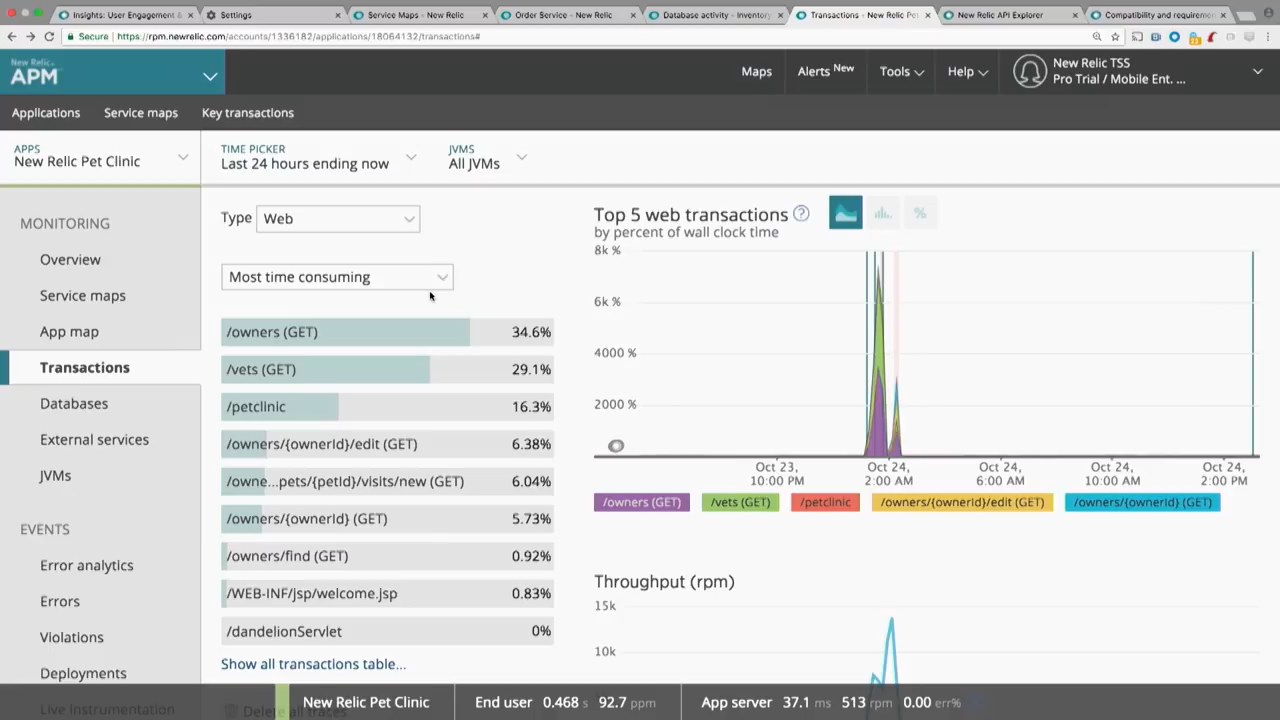 Insights: User Engagement &
Settings
Service Maps - New Relic
Order Service - New Relic
Database activity - Inventory
Transactions - New Relic Pet
New Relic API Explorer
Compatibility and requiremen
Secure | https://rpm.newrelic.com/accounts/1336182/applications/18064132/transactions#
New Relic
APM
Maps
Alerts New
Tools
Help
New Relic TSS
Pro Trial / Mobile Ent. ...
Applications
Service maps
Key transactions
APPS
New Relic Pet Clinic
TIME PICKER
Last 24 hours ending now
JVMS
All JVMs
MONITORING
Overview
Service maps
App map
Transactions
Databases
External services
JVMs
EVENTS
Error analytics
Errors
Violations
Deployments
Live Instrumentation
Type Web
Most time consuming
/owners (GET) 34.6%
/vets (GET) 29.1%
/petclinic 16.3%
/owners/{ownerId}/edit (GET) 6.38%
/owne...pets/{petId}/visits/new (GET) 6.04%
/owners/{ownerId} (GET) 5.73%
/owners/find (GET) 0.92%
/WEB-INF/jsp/welcome.jsp 0.83%
/dandelionServlet 0%
Show all transactions table...
Delete all traces
Top 5 web transactions ?
%
by percent of wall clock time
8k %
6k %
4000 %
2000 %
Oct 23, 10:00 PM
Oct 24, 2:00 AM
Oct 24, 6:00 AM
Oct 24, 10:00 AM
Oct 24, 2:00 PM
/owners (GET)
/vets (GET)
/petclinic
/owners/{ownerId}/edit (GET)
/owners/{ownerId} (GET)
Throughput (rpm)
15k
10k
New Relic Pet Clinic
End user 0.468 s 92.7 ppm
App server 37.1 ms 513 rpm 0.00 err%